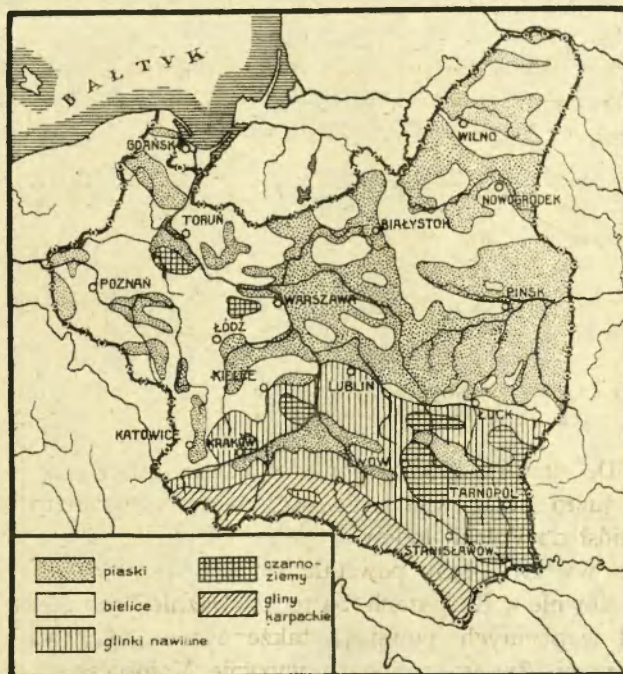 BAŁTYK
GDAŃSK
WILNO
NOWOGRÓDEK
TORUŃ
BIAŁYSTOK
POZNAŃ
WARSZAWA
PIŃSK
ŁÓDŹ
KIELCE
LUBLIN
ŁUCK
KATOWICE
KRAKÓW
LWÓW
TARNOPOL
STANISŁAWÓW
piaski
bielice
glinki nawiane
czarno-
ziemy
gliny
karpackie